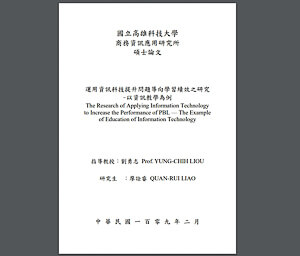 國立高雄科技大學
商務資訊應用研究所
碩士論文
運用資訊科技提升問題導向學習績效之研究
-以資訊教學為例
The Research of Applying Information Technology
to Increase the Performance of PBL — The Example
of Education of Information Technology
指導教授：劉勇志 Prof. YUNG-CHIH LIOU
研究生 ：廖詮睿 QUAN-RUI LIAO
中華民國一百零九年二月